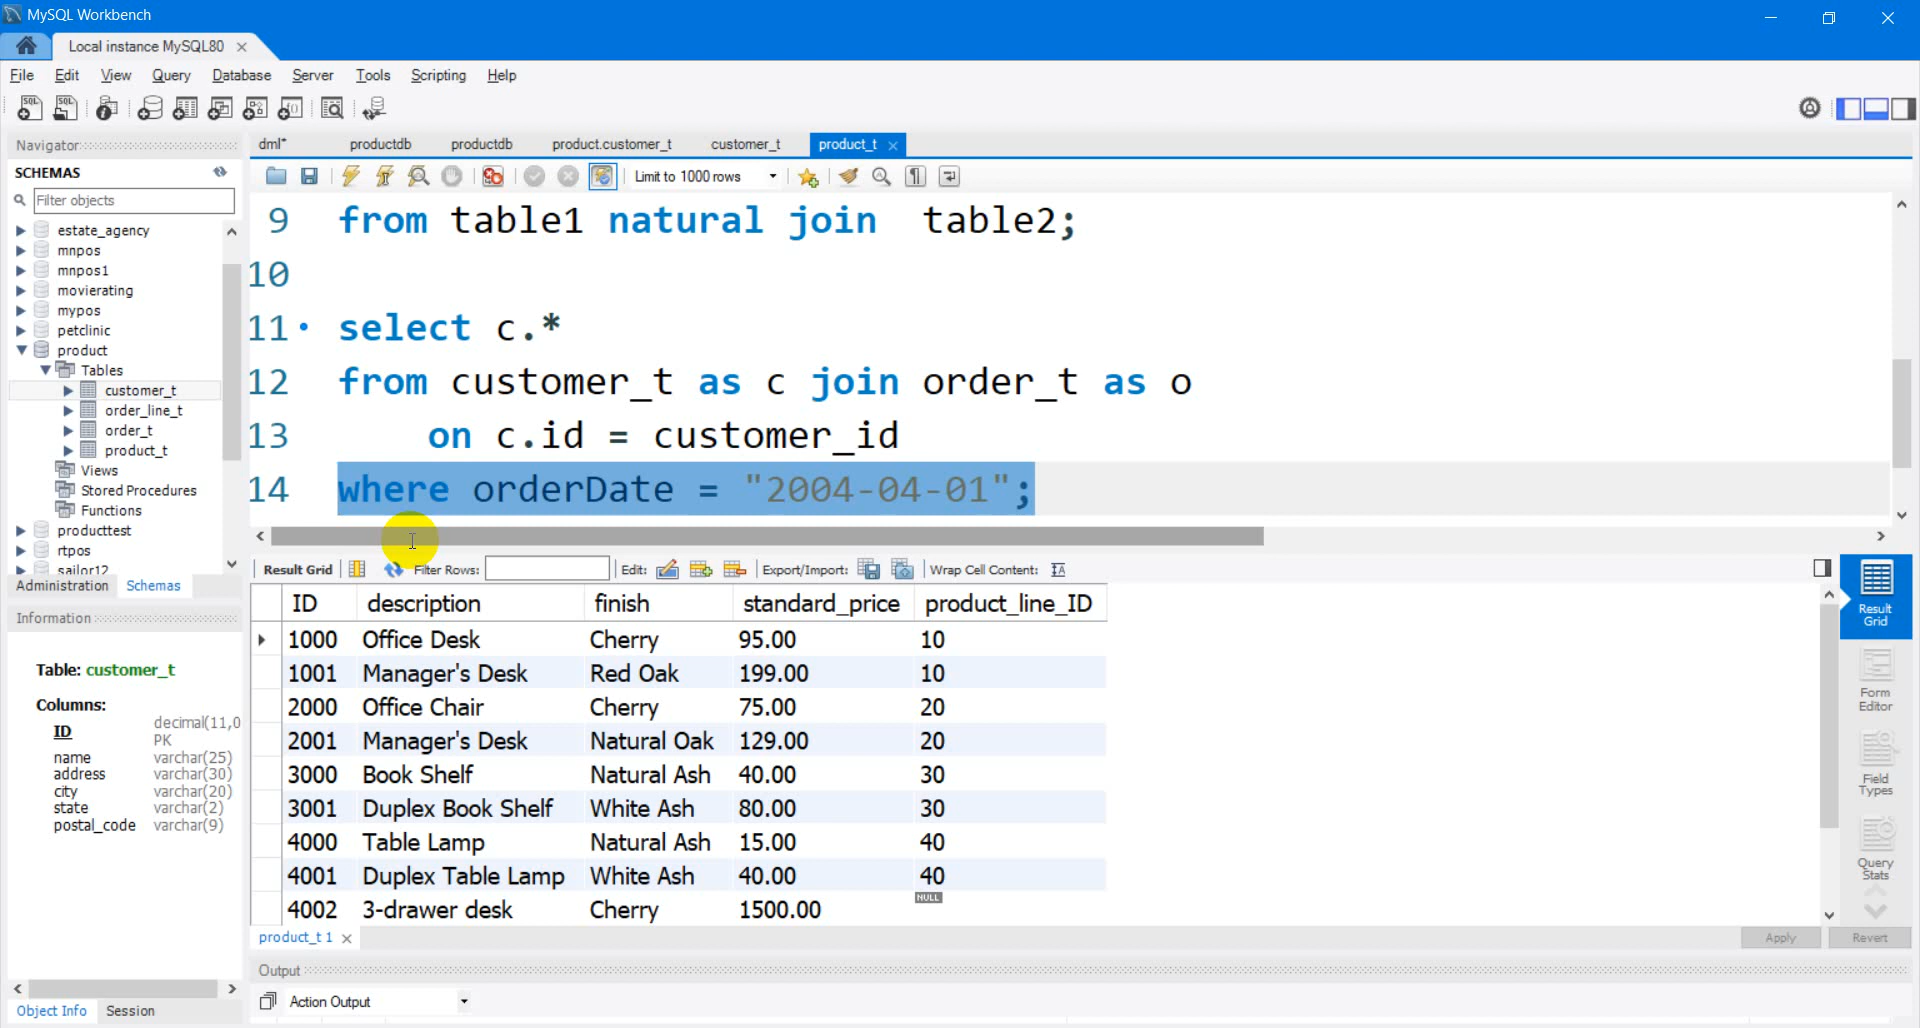 MySQL Workbench
Local instance MySQL80
File Edit View Query Database Server Tools Scripting Help
Navigator
SCHEMAS
Filter objects
estate_agency
mnpos
mnpos1
movierating
mypos
petclinic
product
Tables
customer_t
order_line_t
order_t
product_t
Views
Stored Procedures
Functions
producttest
rtpos
sailor12
Administration Schemas
Information
Table: customer_t
Columns:
ID decimal(11,0
PK
name varchar(25)
address varchar(30)
city varchar(20)
state varchar(2)
postal_code varchar(9)
Object Info Session
dml* productdb productdb product.customer_t customer_t product_t
Limit to 1000 rows
9 from table1 natural join table2;
10
11 select c.*
12 from customer_t as c join order_t as o
13 on c.id = customer_id
14 where orderDate = "2004-04-01";
Result Grid Filter Rows: Edit: Export/Import: Wrap Cell Content:
ID description finish standard_price product_line_ID
1000 Office Desk Cherry 95.00 10
1001 Manager's Desk Red Oak 199.00 10
2000 Office Chair Cherry 75.00 20
2001 Manager's Desk Natural Oak 129.00 20
3000 Book Shelf Natural Ash 40.00 30
3001 Duplex Book Shelf White Ash 80.00 30
4000 Table Lamp Natural Ash 15.00 40
4001 Duplex Table Lamp White Ash 40.00 40
4002 3-drawer desk Cherry 1500.00 NULL
Result
Grid
Form
Editor
Field
Types
Query
Stats
product_t 1
Apply Revert
Output
Action Output